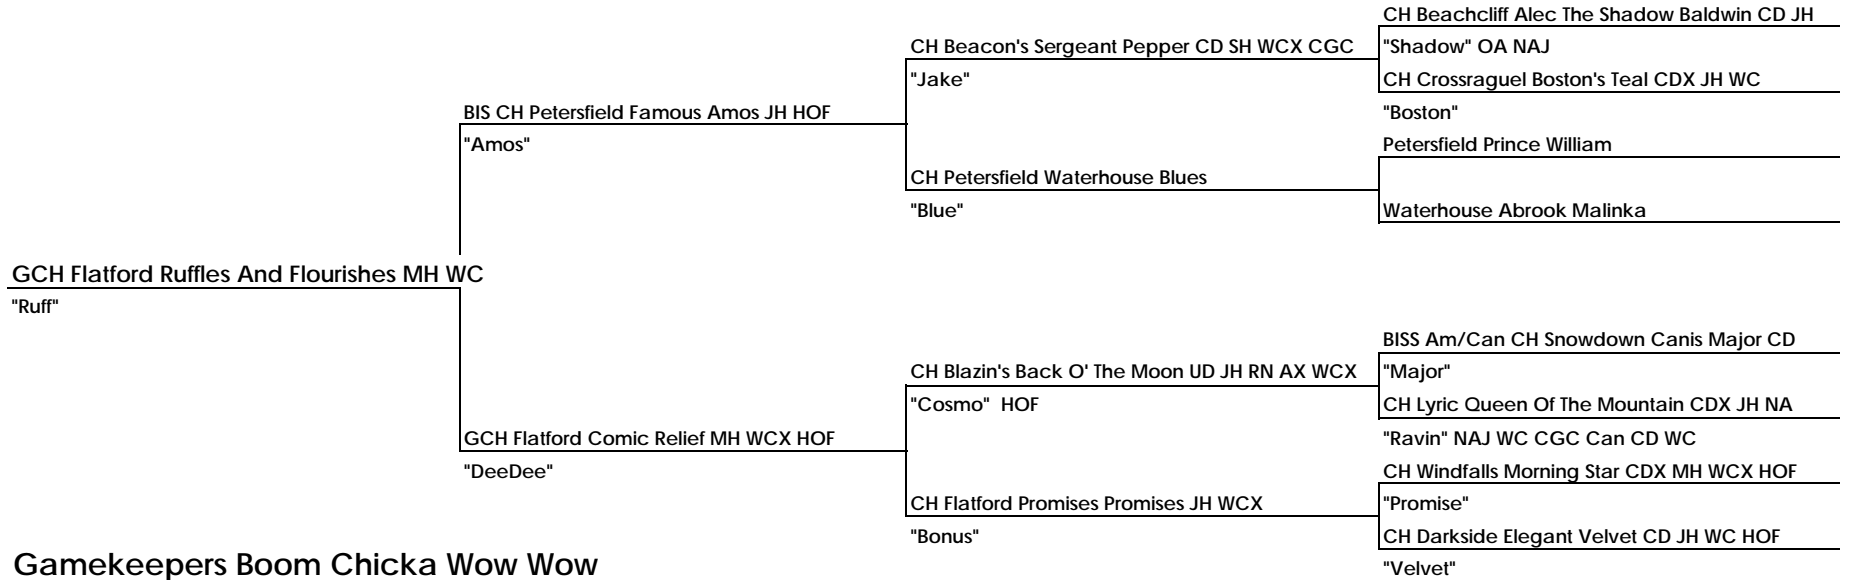 CH Beachcliff Alec The Shadow Baldwin CD JH
CH Beacon's Sergeant Pepper CD SH WCX CGC
"Shadow" OA NAJ
"Jake"
CH Crossraguel Boston's Teal CDX JH WC
BIS CH Petersfield Famous Amos JH HOF
"Boston"
"Amos"
Petersfield Prince William
CH Petersfield Waterhouse Blues
"Blue"
Waterhouse Abrook Malinka
GCH Flatford Ruffles And Flourishes MH WC
"Ruff"
BISS Am/Can CH Snowdown Canis Major CD
CH Blazin's Back O' The Moon UD JH RN AX WCX
"Major"
"Cosmo" HOF
CH Lyric Queen Of The Mountain CDX JH NA
GCH Flatford Comic Relief MH WCX HOF
"Ravin" NAJ WC CGC Can CD WC
"DeeDee"
CH Windfalls Morning Star CDX MH WCX HOF
CH Flatford Promises Promises JH WCX
"Promise"
"Bonus"
CH Darkside Elegant Velvet CD JH WC HOF
Gamekeepers Boom Chicka Wow Wow
"Velvet"